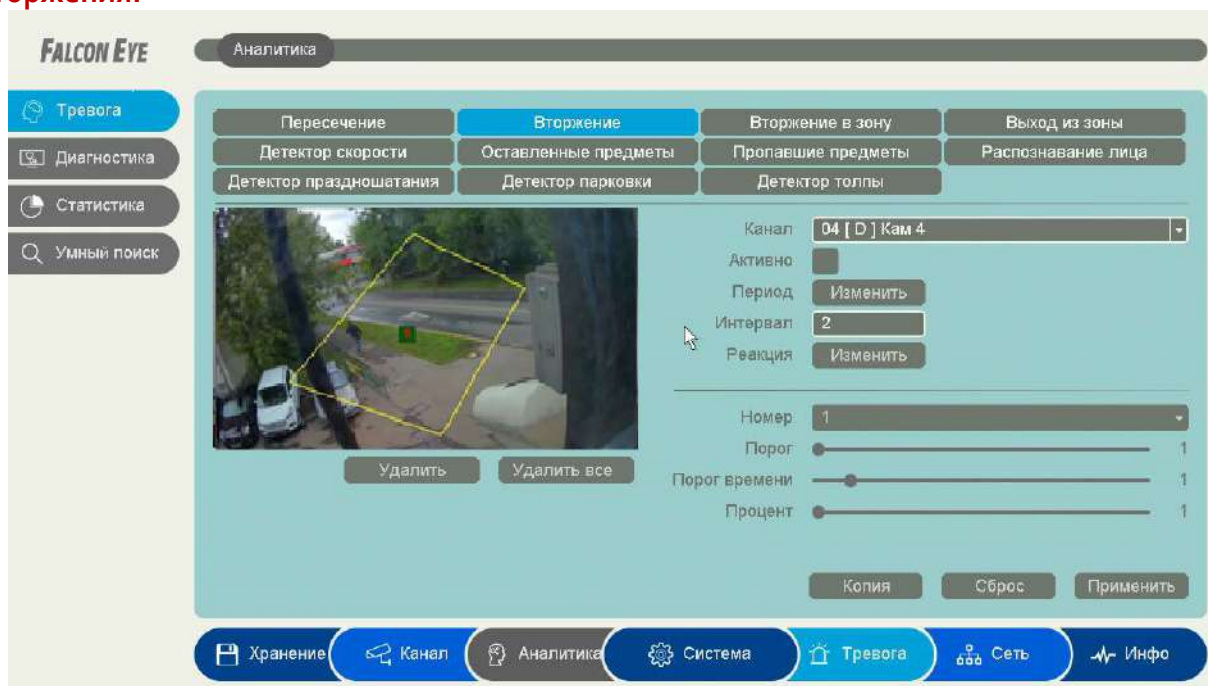 FALCON EYE
Аналитика
Тревога
Диагностика
Статистика
Умный поиск
Пересечение
Вторжение
Вторжение в зону
Выход из зоны
Детектор скорости
Оставленные предметы
Пропавшие предметы
Распознавание лица
Детектор праздношатания
Детектор парковки
Детектор толпы
Канал
04 [ D ] Кам 4
Активно
Период
Изменить
Интервал
2
Реакция
Изменить
Номер
1
Порог
1
Порог времени
1
Процент
1
Удалить
Удалить все
Копия
Сброс
Применить
Хранение
Канал
Аналитика
Система
Тревога
Сеть
Инфо